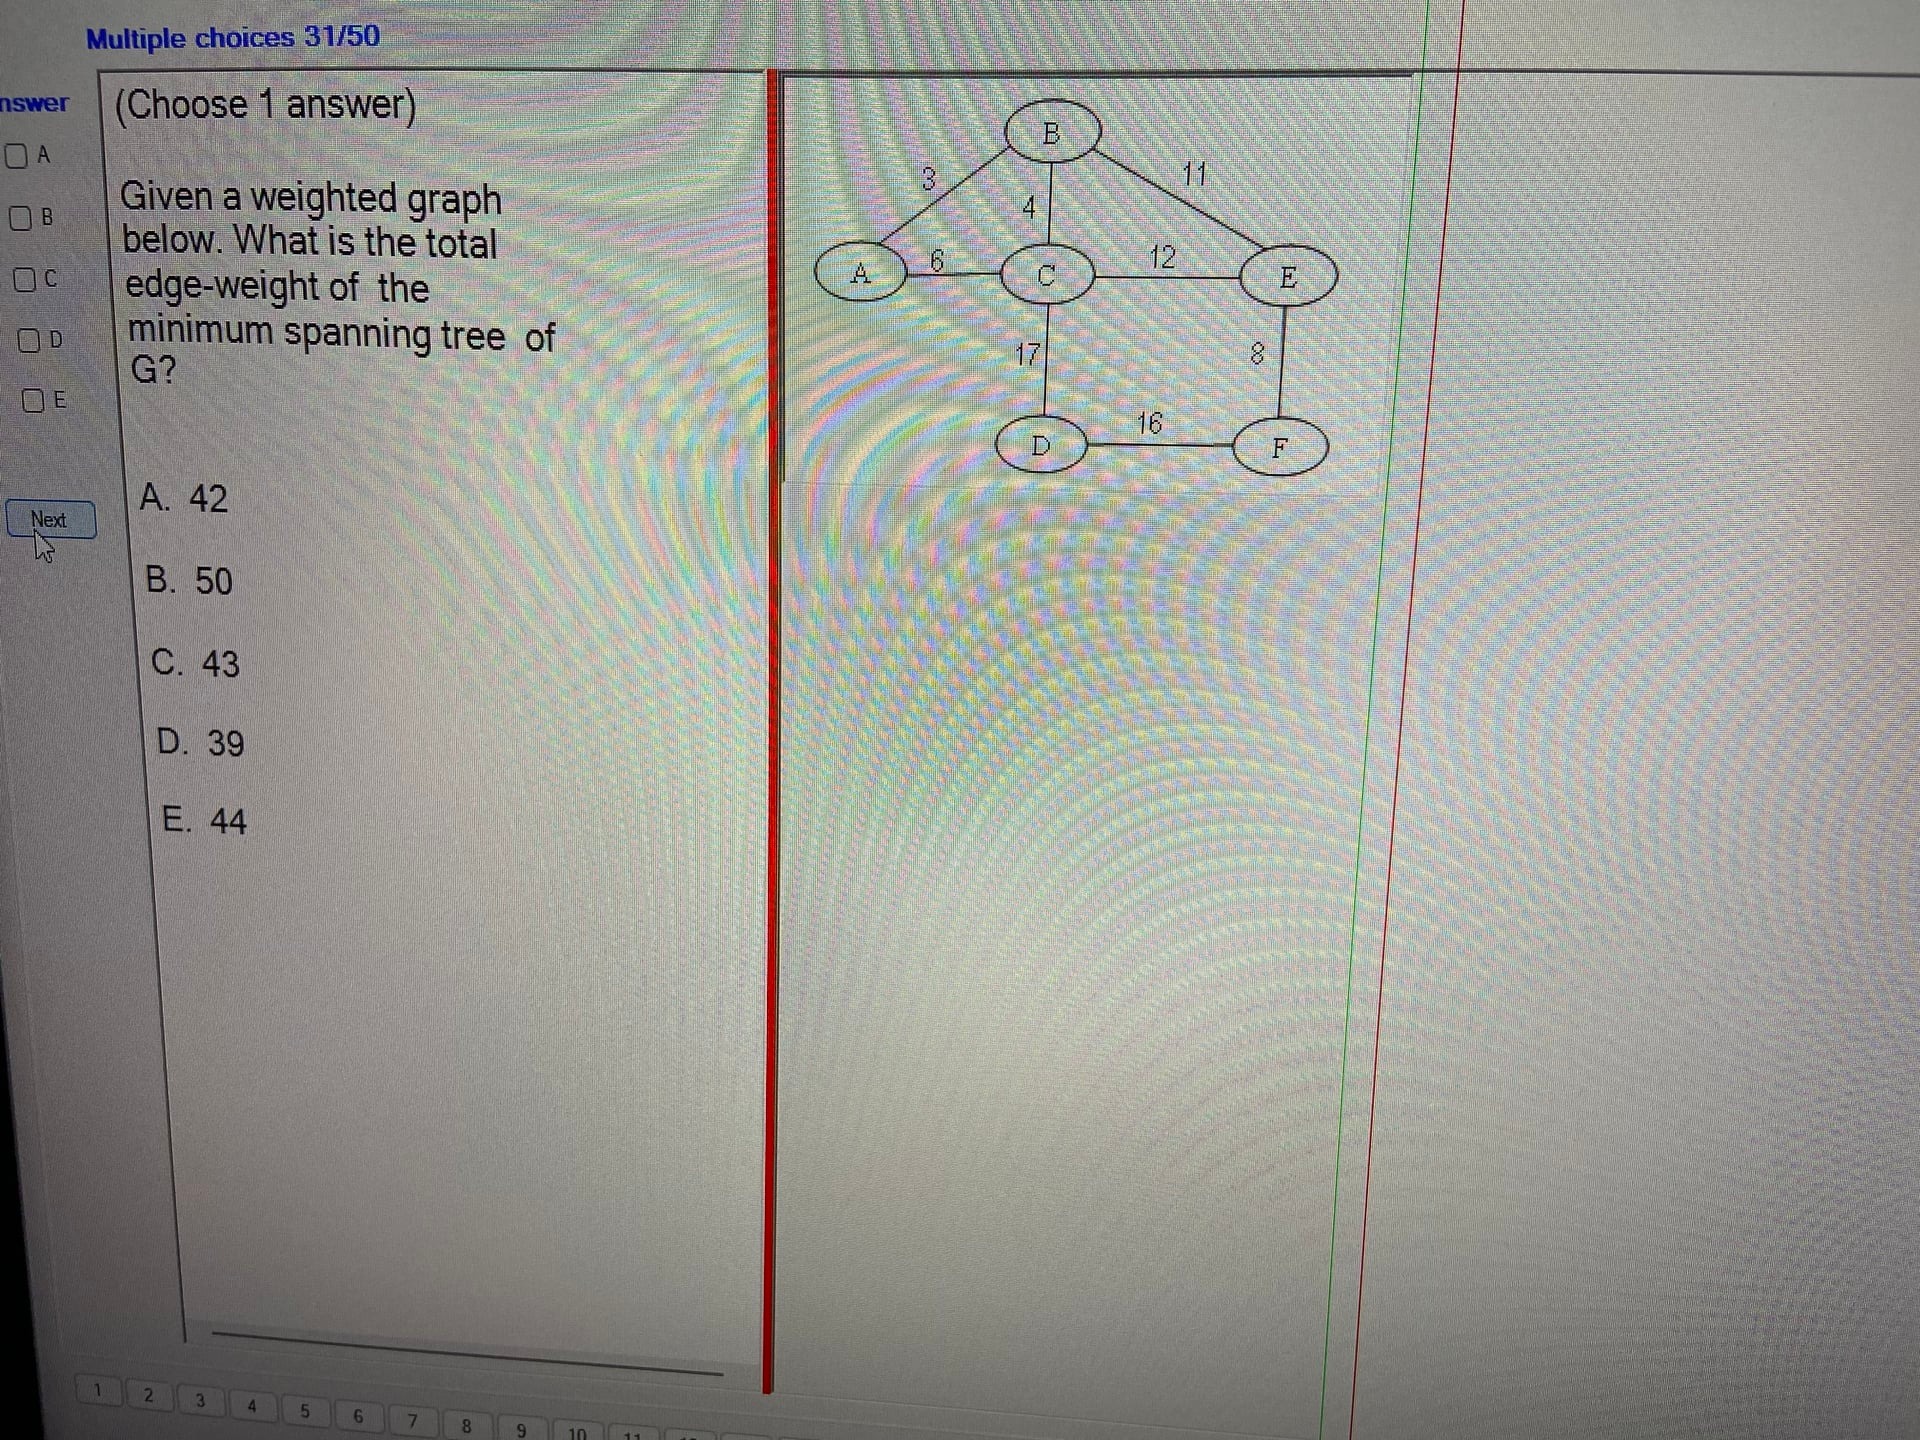 Multiple choices 31/50
nswer
A
B
C
D
E
Next
(Choose 1 answer)
Given a weighted graph
below. What is the total
edge-weight of the
minimum spanning tree of
G?
A. 42
B. 50
C. 43
D. 39
E. 44
B
3
11
4
A
6
C
12
E
17
8
D
16
F
1 2 3 4 5 6 7 8 9 10 11